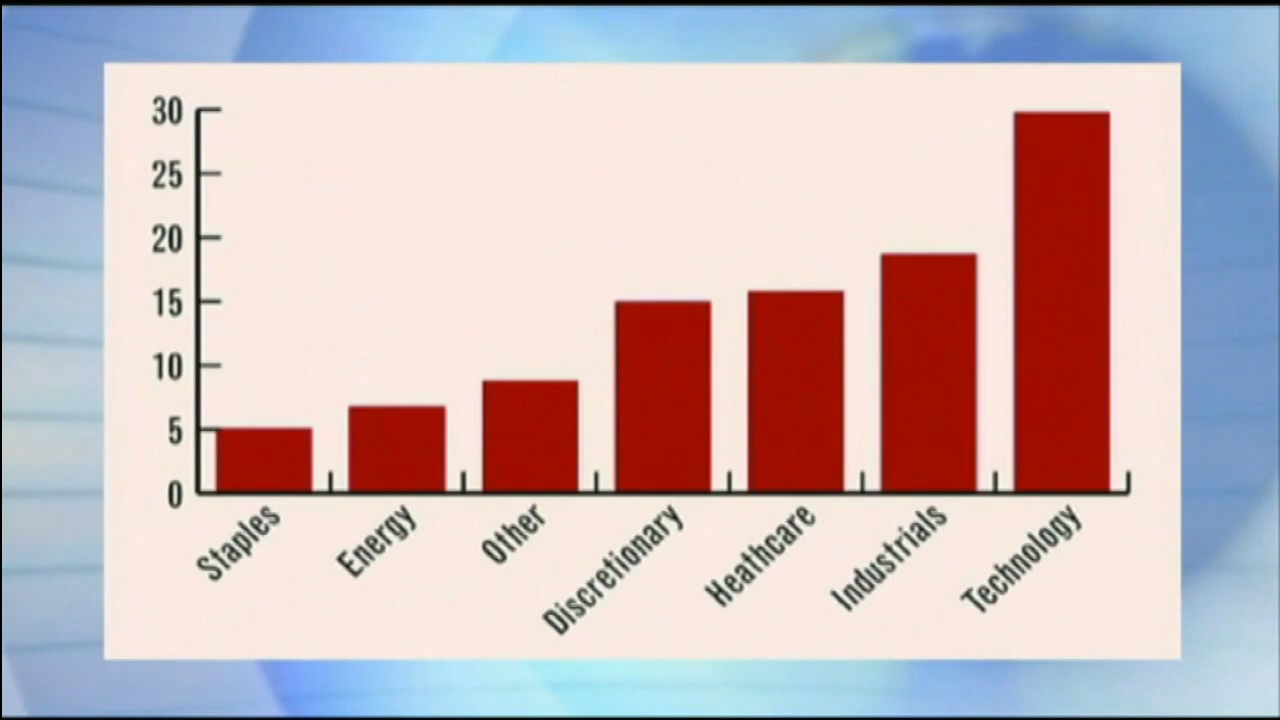 30
25
20
15
10
5
0
Staples
Energy
Other
Discretionary
Heathcare
Industrials
Technology